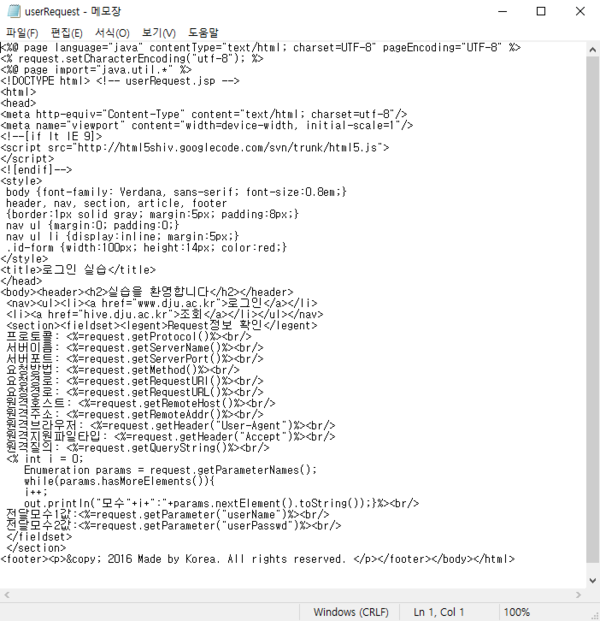 userRequest - 메모장
파일(F) 편집(E) 서식(O) 보기(V) 도움말
<%@ page language="java" contentType="text/html; charset=UTF-8" pageEncoding="UTF-8" %>
<% request.setCharacterEncoding("utf-8"); %>
<%@ page import="java.util.*" %>
<!DOCTYPE html> <!-- userRequest.jsp -->
<html>
<head>
<meta http-equiv="Content-Type" content="text/html; charset=utf-8"/>
<meta name="viewport" content="width=device-width, initial-scale=1"/>
<!--[if lt IE 9]>
<script src="http://html5shiv.googlecode.com/svn/trunk/html5.js">
</script>
<![endif]-->
<style>
body {font-family: Verdana, sans-serif; font-size:0.8em;}
header, nav, section, article, footer
{border:1px solid gray; margin:5px; padding:8px;}
nav ul {margin:0; padding:0;}
nav ul li {display:inline; margin:5px;}
.id-form {width:100px; height:14px; color:red;}
</style>
<title>로그인 실습</title>
</head>
<body><header><h2>실습을 환영합니다</h2></header>
<nav><ul><li><a href="www.dju.ac.kr">로그인</a></li>
<li><a href="hive.dju.ac.kr">조회</a></li></ul></nav>
<section><fieldset><legent>Request정보 확인</legent>
프로토콜: <%=request.getProtocol()%><br/>
서버이름: <%=request.getServerName()%><br/>
서버포트: <%=request.getServerPort()%><br/>
요청방법: <%=request.getMethod()%><br/>
요청경로: <%=request.getRequestURI()%><br/>
요청경로: <%=request.getRequestURL()%><br/>
원격호스트: <%=request.getRemoteHost()%><br/>
원격주소: <%=request.getRemoteAddr()%><br/>
원격브라우저: <%=request.getHeader("User-Agent")%><br/>
원격지원파일타입: <%=request.getHeader("Accept")%><br/>
원격질의: <%=request.getQueryString()%><br/>
<% int i = 0;
Enumeration params = request.getParameterNames();
while(params.hasMoreElements()){
i++;
out.println("모수"+i+":"+params.nextElement().toString());}%><br/>
전달모수1값:<%=request.getParameter("userName")%><br/>
전달모수2값:<%=request.getParameter("userPasswd")%><br/>
</fieldset>
</section>
<footer><p>&copy; 2016 Made by Korea. All rights reserved. </p></footer></body></html>
Windows (CRLF) Ln 1, Col 1 100%